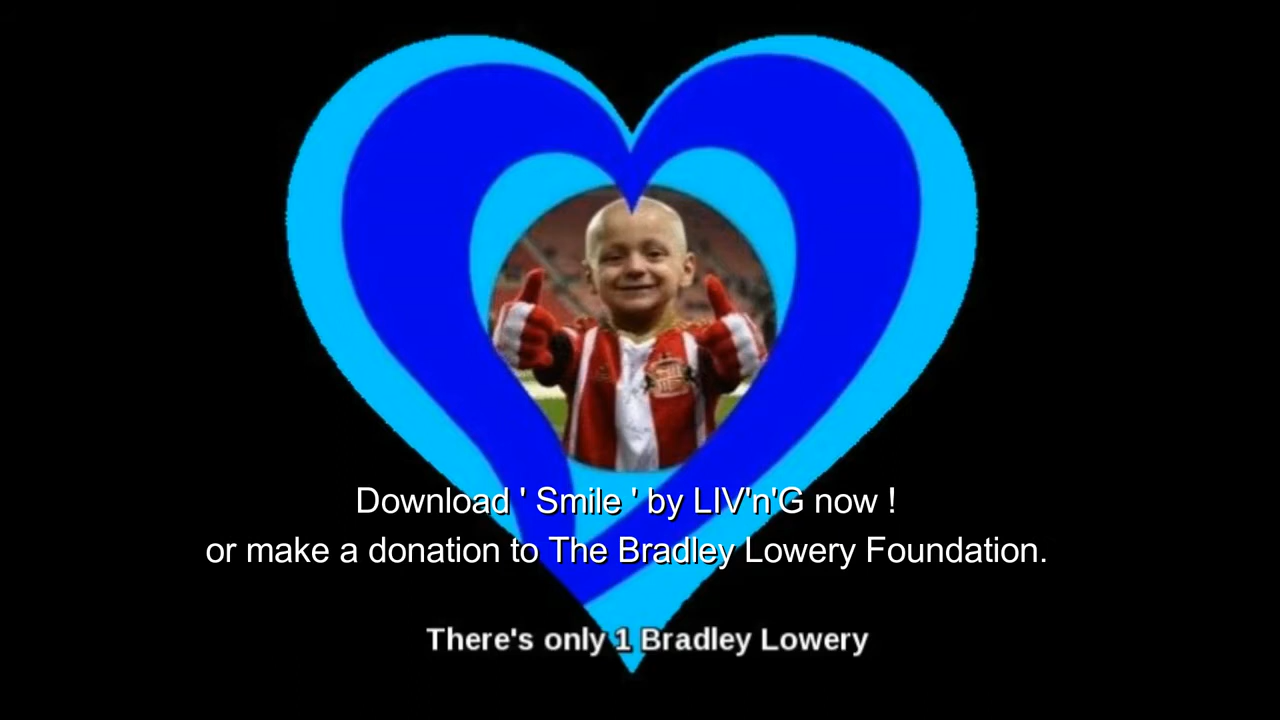 Download ' Smile ' by LIV'n'G now !
or make a donation to The Bradley Lowery Foundation.
There's only 1 Bradley Lowery